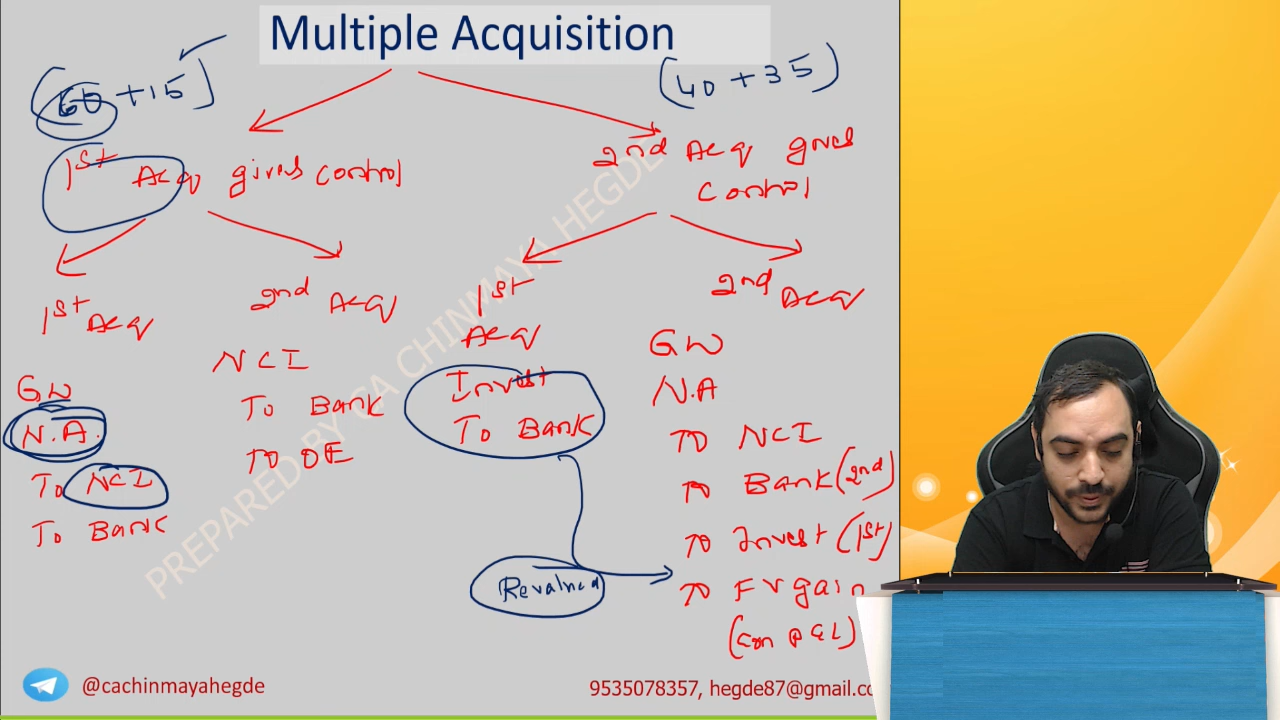 Multiple Acquisition
(60 + 15)
(40 + 35)
1st Acq gives control
2nd Acq gives
control
1st Acq
GW
N.A.
To NCI
To Bank
2nd Acq
NCI
To Bank
To OE
1st
Acq
Invest
To Bank
Revalued
2nd Acq
GW
N.A
To NCI
To Bank (2nd)
To Invest (1st)
To FV gain
(Con P&L)
PREPARED BY CA CHINMAYA HEGDE
@cachinmayahegde
9535078357, hegde87@gmail.co